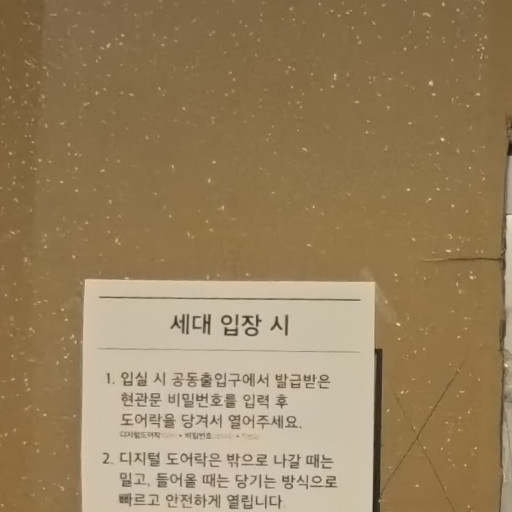 세대 입장 시
1. 입실 시 공동출입구에서 발급받은
현관문 비밀번호를 입력 후
도어락을 당겨서 열어주세요.
디지털도어락 • 비밀번호 •
2. 디지털 도어락은 밖으로 나갈 때는
밀고, 들어올 때는 당기는 방식으로
빠르고 안전하게 열립니다.